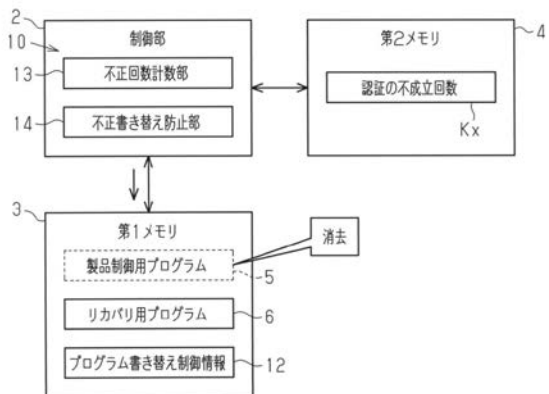 2
制御部
10
13
不正回数計数部
14
不正書き替え防止部
4
第2メモリ
認証の不成立回数
Kx
3
第1メモリ
消去
製品制御用プログラム
5
リカバリ用プログラム
6
プログラム書き替え制御情報
12